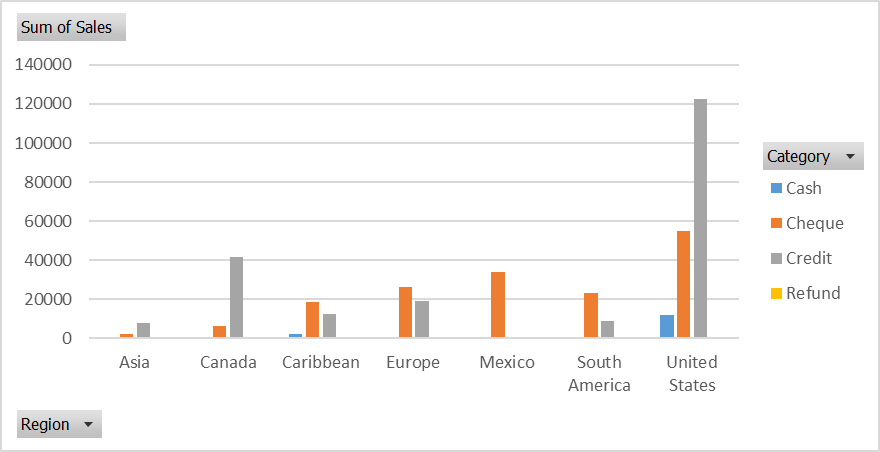 Sum of Sales
140000
120000
100000
80000
60000
40000
20000
0
Asia
Canada
Caribbean
Europe
Mexico
South
America
United
States
Category
Cash
Cheque
Credit
Refund
Region